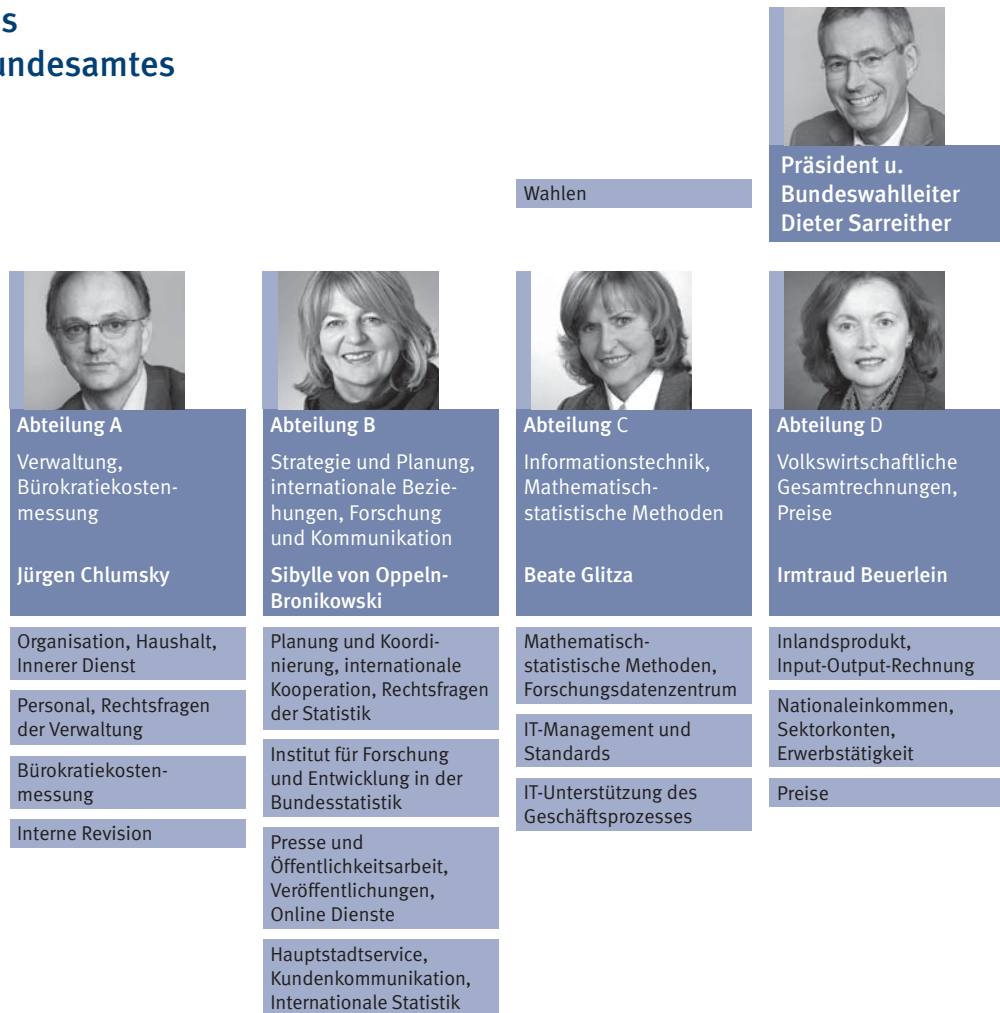 s
undesamtes
Präsident u.
Bundeswahlleiter
Dieter Sarreither
Wahlen
Abteilung A
Verwaltung,
Bürokratiekosten-
messung
Jürgen Chlumsky
Organisation, Haushalt,
Innerer Dienst
Personal, Rechtsfragen
der Verwaltung
Bürokratiekosten-
messung
Interne Revision
Abteilung B
Strategie und Planung,
internationale Bezie-
hungen, Forschung
und Kommunikation
Sibylle von Oppeln-
Bronikowski
Planung und Koordi-
nierung, internationale
Kooperation, Rechtsfragen
der Statistik
Institut für Forschung
und Entwicklung in der
Bundesstatistik
Presse und
Öffentlichkeitsarbeit,
Veröffentlichungen,
Online Dienste
Hauptstadtservice,
Kundenkommunikation,
Internationale Statistik
Abteilung C
Informationstechnik,
Mathematisch-
statistische Methoden
Beate Glitza
Mathematisch-
statistische Methoden,
Forschungsdatenzentrum
IT-Management und
Standards
IT-Unterstützung des
Geschäftsprozesses
Abteilung D
Volkswirtschaftliche
Gesamtrechnungen,
Preise
Irmtraud Beuerlein
Inlandsprodukt,
Input-Output-Rechnung
Nationaleinkommen,
Sektorkonten,
Erwerbstätigkeit
Preise